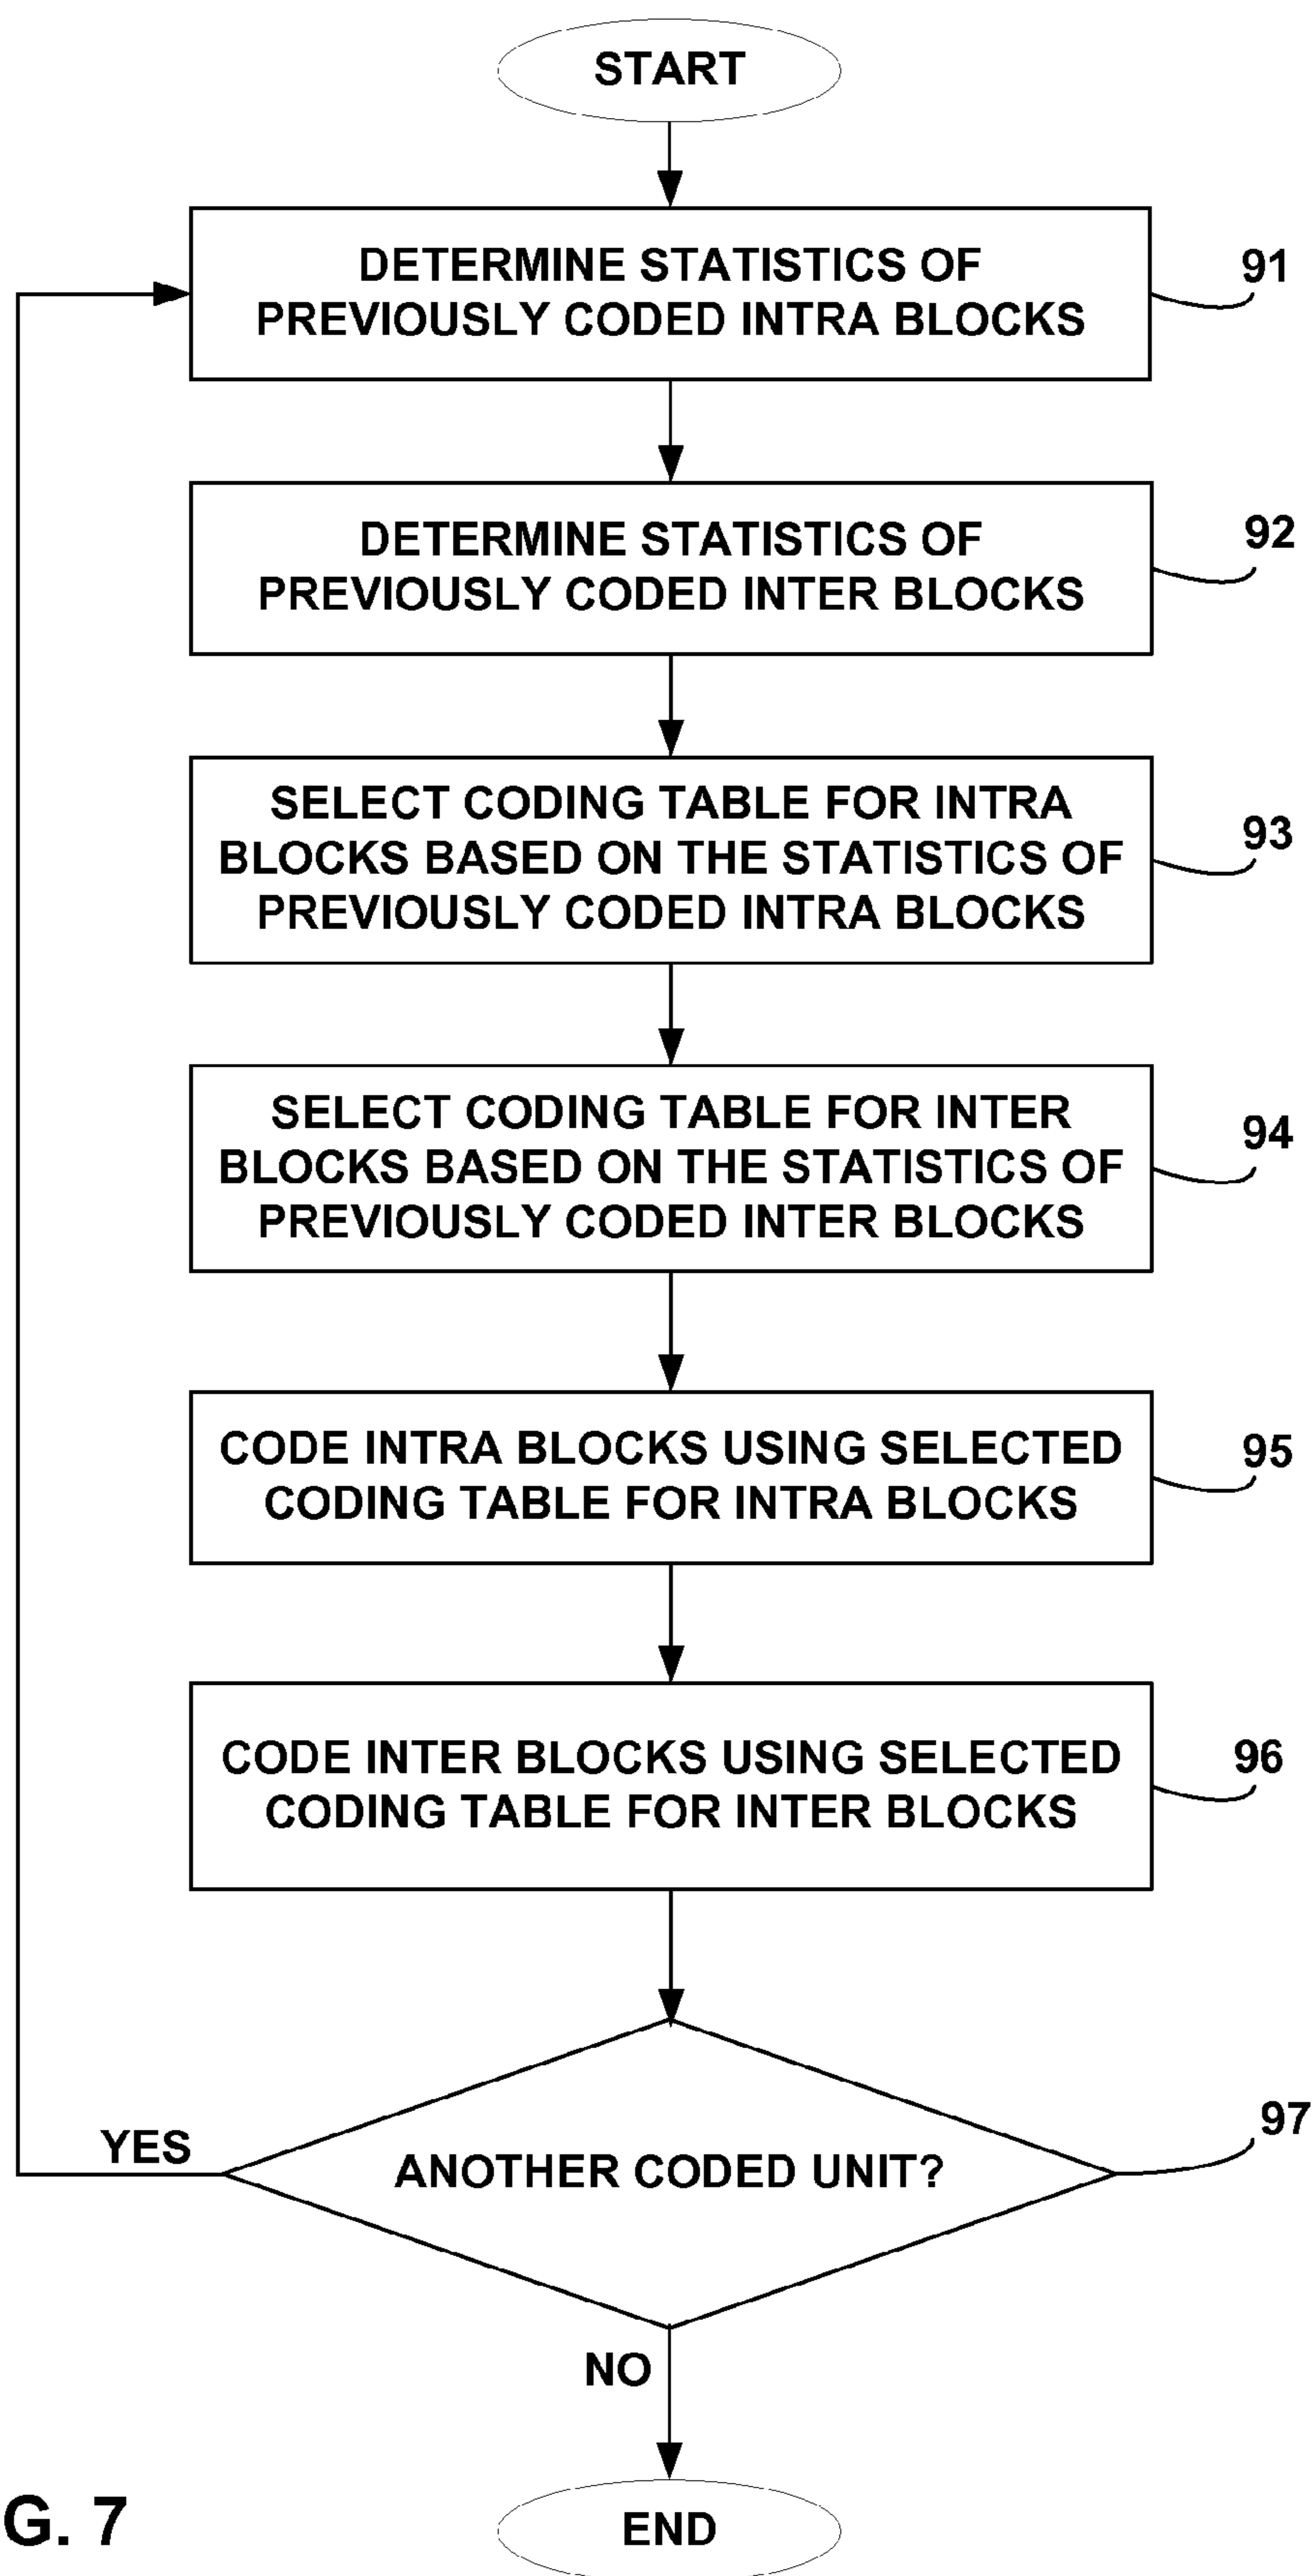 START
DETERMINE STATISTICS OF
PREVIOUSLY CODED INTRA BLOCKS
91
DETERMINE STATISTICS OF
PREVIOUSLY CODED INTER BLOCKS
92
SELECT CODING TABLE FOR INTRA
BLOCKS BASED ON THE STATISTICS OF
PREVIOUSLY CODED INTRA BLOCKS
93
SELECT CODING TABLE FOR INTER
BLOCKS BASED ON THE STATISTICS OF
PREVIOUSLY CODED INTER BLOCKS
94
CODE INTRA BLOCKS USING SELECTED
CODING TABLE FOR INTRA BLOCKS
95
CODE INTER BLOCKS USING SELECTED
CODING TABLE FOR INTER BLOCKS
96
YES
ANOTHER CODED UNIT?
97
NO
END
G. 7